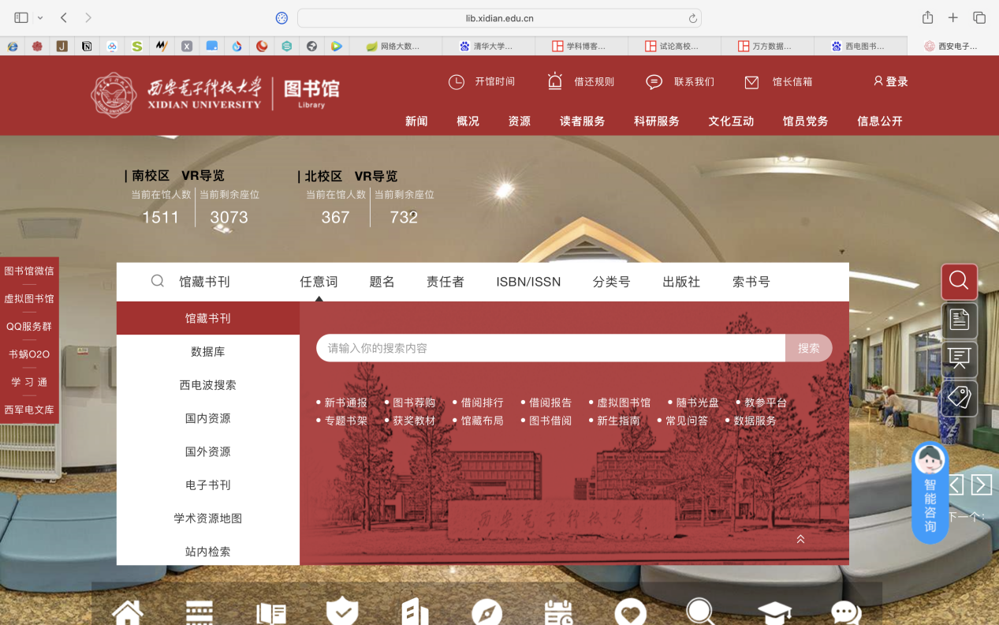 lib.xidian.edu.cn
网络大数...
清华大学...
学科博客...
试论高校...
万方数据...
西电图书...
西安电子...
西安电子科技大学
XIDIAN UNIVERSITY
图书馆
Library
开馆时间 借还规则 联系我们 馆长信箱 登录
新闻 概况 资源 读者服务 科研服务 文化互动 馆员党务 信息公开
| 南校区 VR导览
当前在馆人数 当前剩余座位
1511 3073
| 北校区 VR导览
当前在馆人数 当前剩余座位
367 732
图书馆微信
虚拟图书馆
QQ服务群
书蜗O2O
学 习 通
西军电文库
馆藏书刊 任意词 题名 责任者 ISBN/ISSN 分类号 出版社 索书号
馆藏书刊
数据库
西电波搜索
国内资源
国外资源
电子书刊
学术资源地图
站内检索
请输入你的搜索内容 搜索
• 新书通报 • 图书荐购 • 借阅排行 • 借阅报告 • 虚拟图书馆 • 随书光盘 • 教参平台
• 专题书架 • 获奖教材 • 馆藏布局 • 图书借阅 • 新生指南 • 常见问答 • 数据服务
西安电子科技大学
智能咨询
下一个：